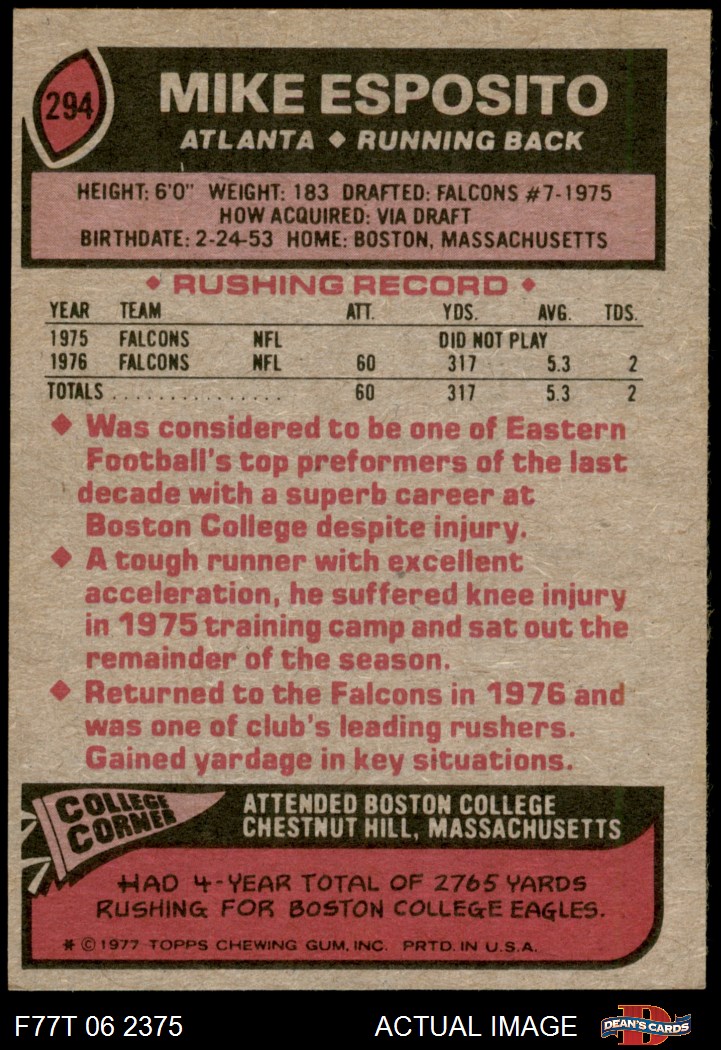 294
MIKE ESPOSITO
ATLANTA ♦ RUNNING BACK
HEIGHT: 6'0" WEIGHT: 183 DRAFTED: FALCONS #7-1975
HOW ACQUIRED: VIA DRAFT
BIRTHDATE: 2-24-53 HOME: BOSTON, MASSACHUSETTS
♦ RUSHING RECORD ♦
YEAR TEAM ATT. YDS. AVG. TDS.
1975 FALCONS NFL DID NOT PLAY
1976 FALCONS NFL 60 317 5.3 2
TOTALS . . . . . . . . . . . . . . . 60 317 5.3 2
♦ Was considered to be one of Eastern
Football's top preformers of the last
decade with a superb career at
Boston College despite injury.
♦ A tough runner with excellent
acceleration, he suffered knee injury
in 1975 training camp and sat out the
remainder of the season.
♦ Returned to the Falcons in 1976 and
was one of club's leading rushers.
Gained yardage in key situations.
COLLEGE
CORNER
ATTENDED BOSTON COLLEGE
CHESTNUT HILL, MASSACHUSETTS
HAD 4-YEAR TOTAL OF 2765 YARDS
RUSHING FOR BOSTON COLLEGE EAGLES.
* © 1977 TOPPS CHEWING GUM, INC. PRTD. IN U.S.A.
F77T 06 2375 ACTUAL IMAGE DEAN'S CARDS